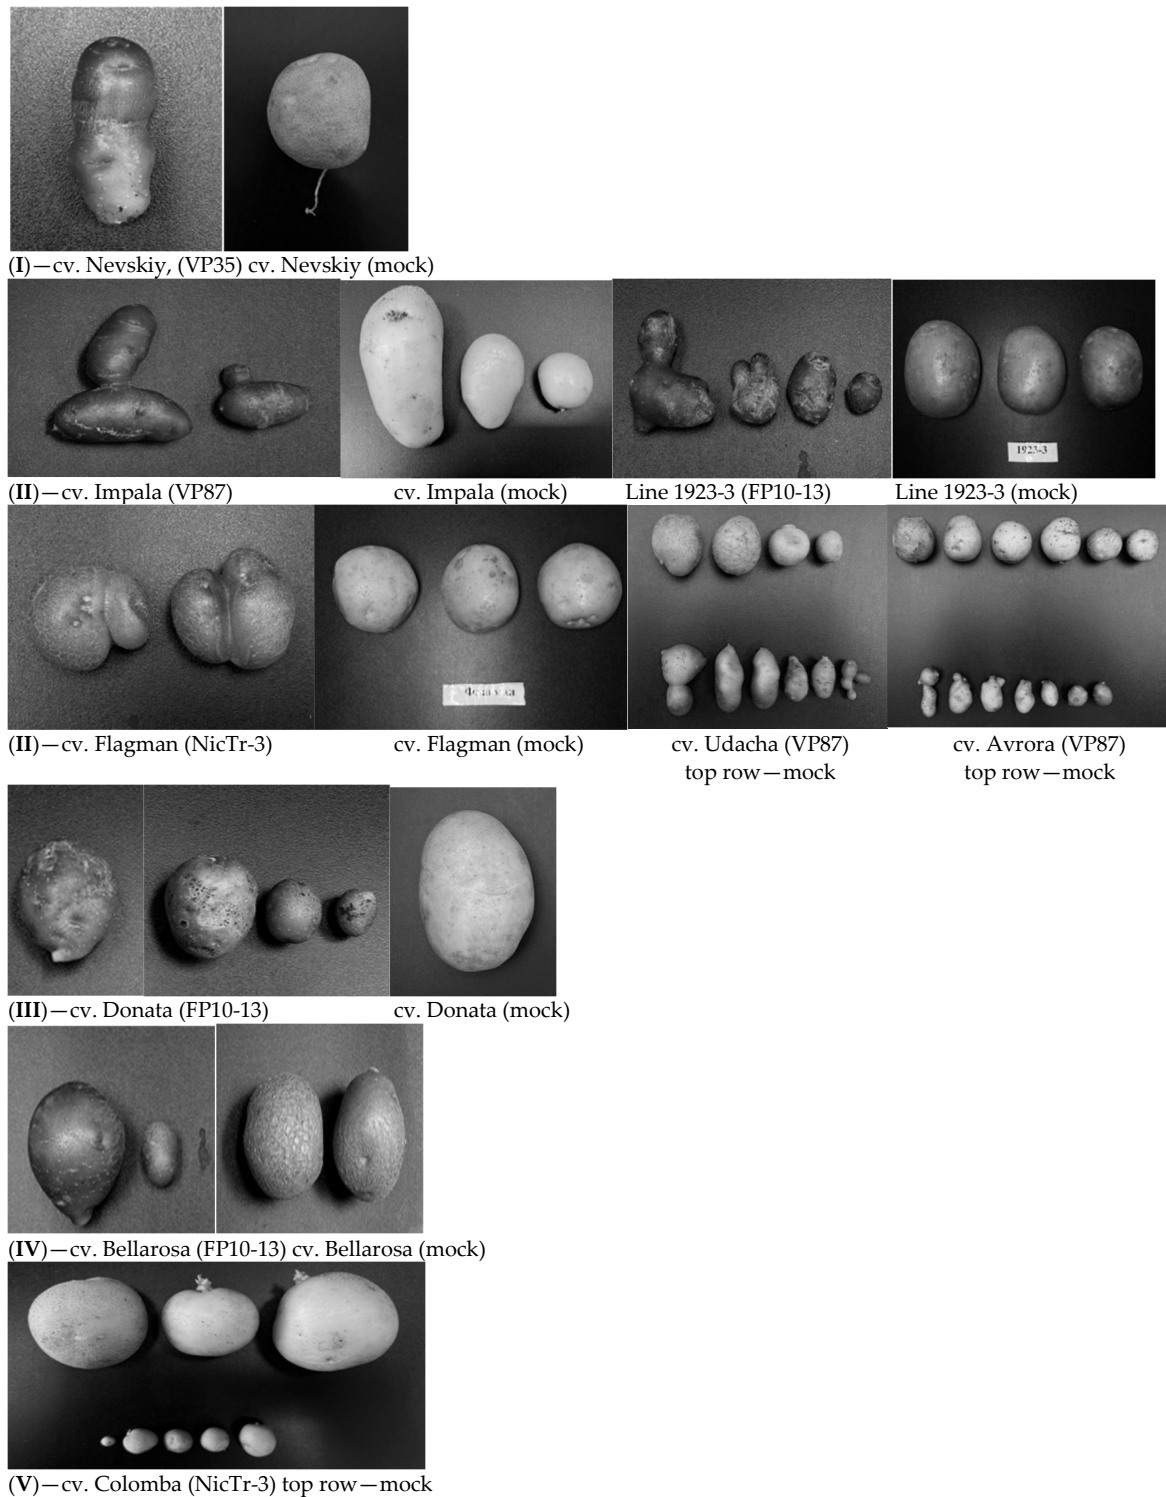 (I)—cv. Nevskiy, (VP35) cv. Nevskiy (mock)
1923-3
(II)—cv. Impala (VP87) cv. Impala (mock) Line 1923-3 (FP10-13) Line 1923-3 (mock)
(II)—cv. Flagman (NicTr-3) cv. Flagman (mock) cv. Udacha (VP87) cv. Avrora (VP87)
top row—mock top row—mock
(III)—cv. Donata (FP10-13) cv. Donata (mock)
(IV)—cv. Bellarosa (FP10-13) cv. Bellarosa (mock)
(V)—cv. Colomba (NicTr-3) top row—mock